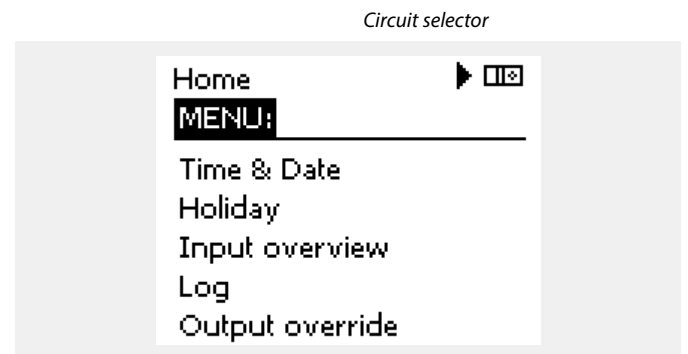 Circuit selector
Home
MENU:
Time & Date
Holiday
Input overview
Log
Output override